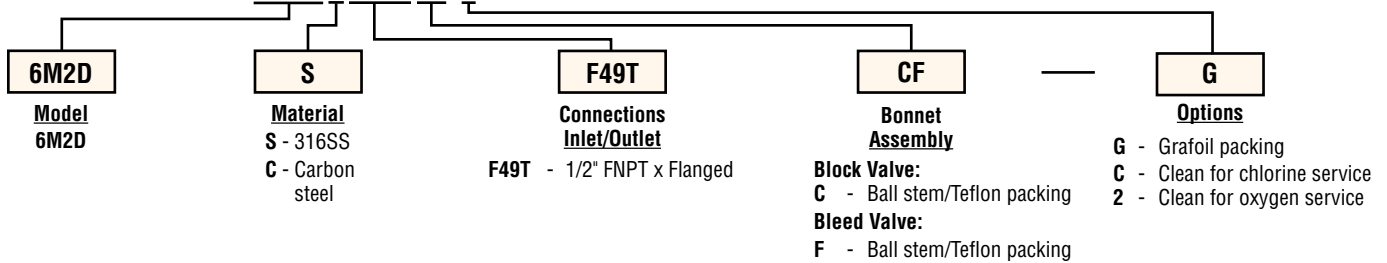 6M2D
Model
6M2D
S
Material
S - 316SS
C - Carbon
steel
F49T
Connections
Inlet/Outlet
F49T - 1/2" FNPT x Flanged
CF
Bonnet
Assembly
Block Valve:
C - Ball stem/Teflon packing
Bleed Valve:
F - Ball stem/Teflon packing
—
G
Options
G - Grafoil packing
C - Clean for chlorine service
2 - Clean for oxygen service